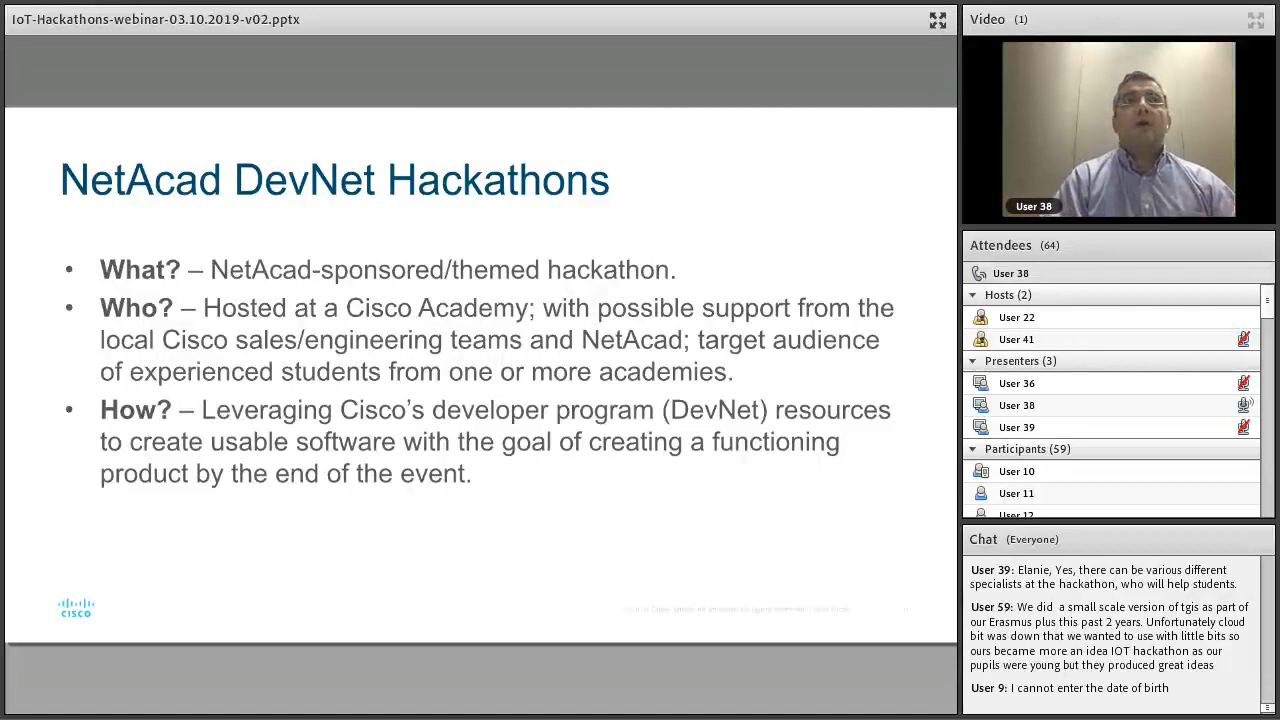 IoT-Hackathons-webinar-03.10.2019-v02.pptx
NetAcad DevNet Hackathons
• What? – NetAcad-sponsored/themed hackathon.
• Who? – Hosted at a Cisco Academy; with possible support from the
local Cisco sales/engineering teams and NetAcad; target audience
of experienced students from one or more academies.
• How? – Leveraging Cisco’s developer program (DevNet) resources
to create usable software with the goal of creating a functioning
product by the end of the event.
CISCO
Video (1)
User 38
Attendees (64)
User 38
Hosts (2)
User 22
User 41
Presenters (3)
User 36
User 38
User 39
Participants (59)
User 10
User 11
User 12
Chat (Everyone)
User 39: Elanie, Yes, there can be various different
specialists at the hackathon, who will help students.
User 59: We did a small scale version of tgis as part of
our Erasmus plus this past 2 years. Unfortunately cloud
bit was down that we wanted to use with little bits so
ours became more an idea IOT hackathon as our
pupils were young but they produced great ideas
User 9: I cannot enter the date of birth